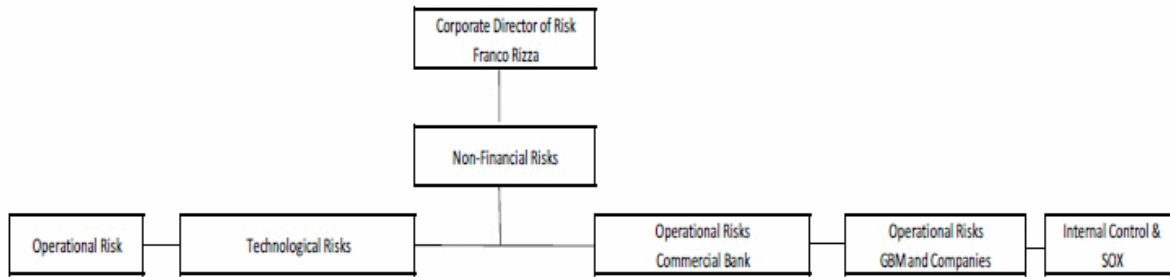 Corporate Director of Risk
Franco Rizza
Non-Financial Risks
Operational Risk
Technological Risks
Operational Risks
Commercial Bank
Operational Risks
GBM and Companies
Internal Control &
SOX